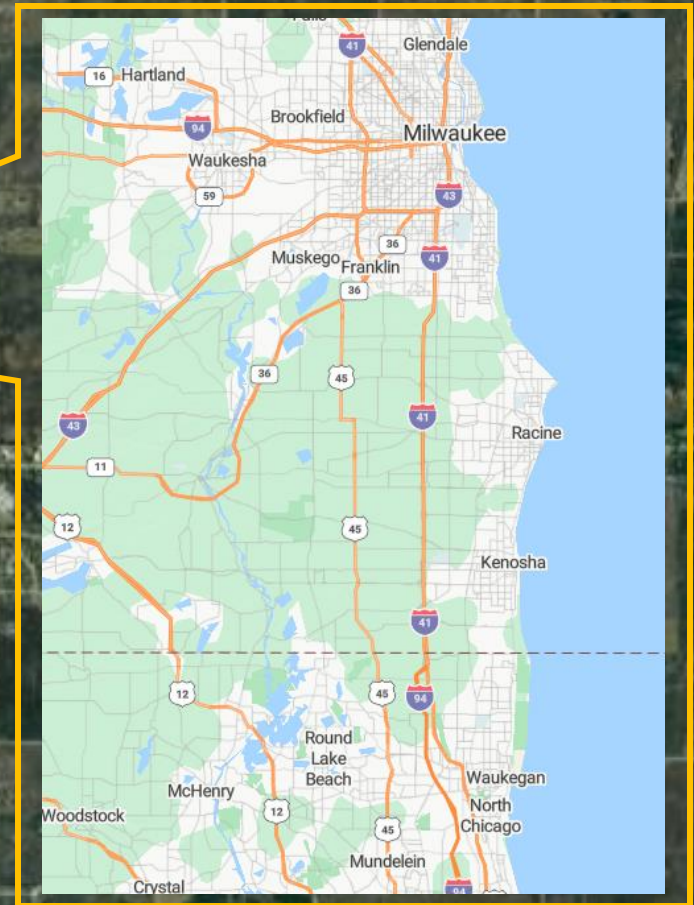 Falls
41
Glendale
16
Hartland
Brookfield
94
Milwaukee
Waukesha
59
43
36
41
Muskego
Franklin
36
36
45
41
43
Racine
11
12
45
Kenosha
41
12
45
94
Round
Lake
Beach
Waukegan
McHenry
North
Chicago
12
Woodstock
45
Mundelein
Crystal
94